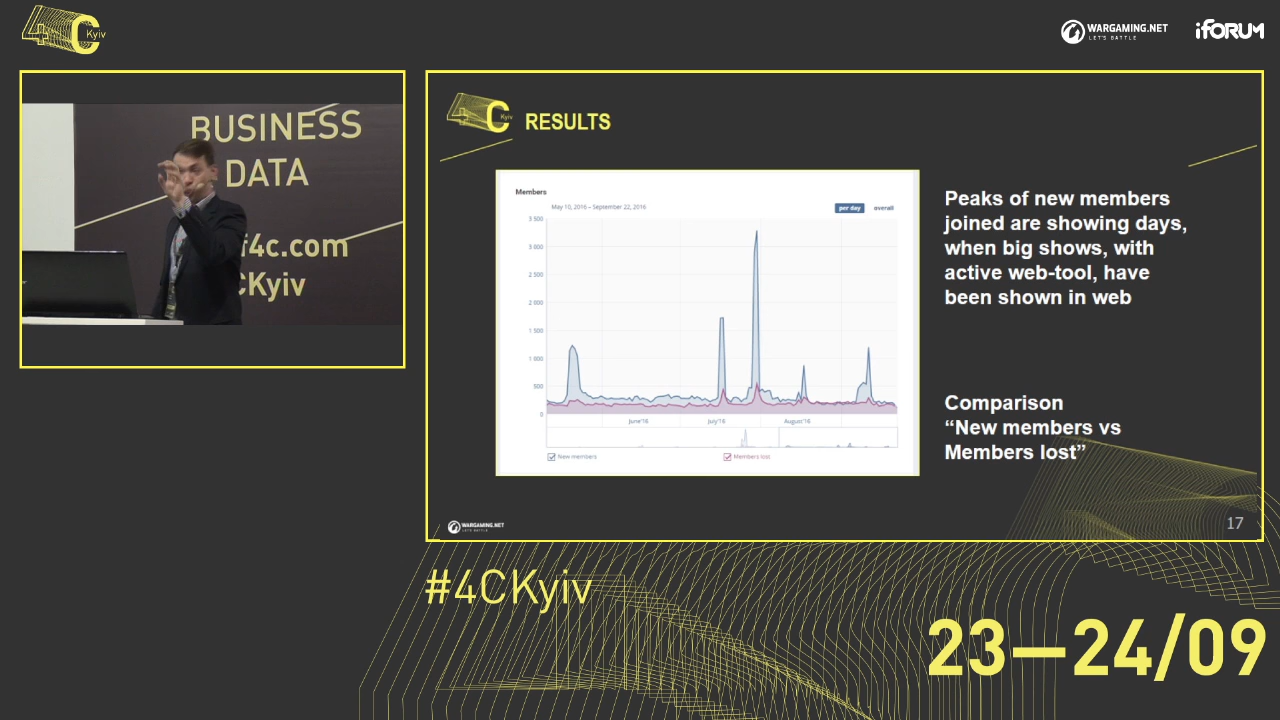 4C Kyiv
WARGAMING.NET
LET'S BATTLE
iFORUM
BUSINESS
DATA
f4c.com
CKyiv
4C Kyiv
RESULTS
Members
May 10, 2016 – September 22, 2016
per day
overall
3 500
3 000
2 500
2 000
1 500
1 000
500
0
June'16
July'16
August'16
New members
Members lost
Peaks of new members
joined are showing days,
when big shows, with
active web-tool, have
been shown in web
Comparison
“New members vs
Members lost”
WARGAMING.NET
LET'S BATTLE
17
#4CKyiv
23—24/09